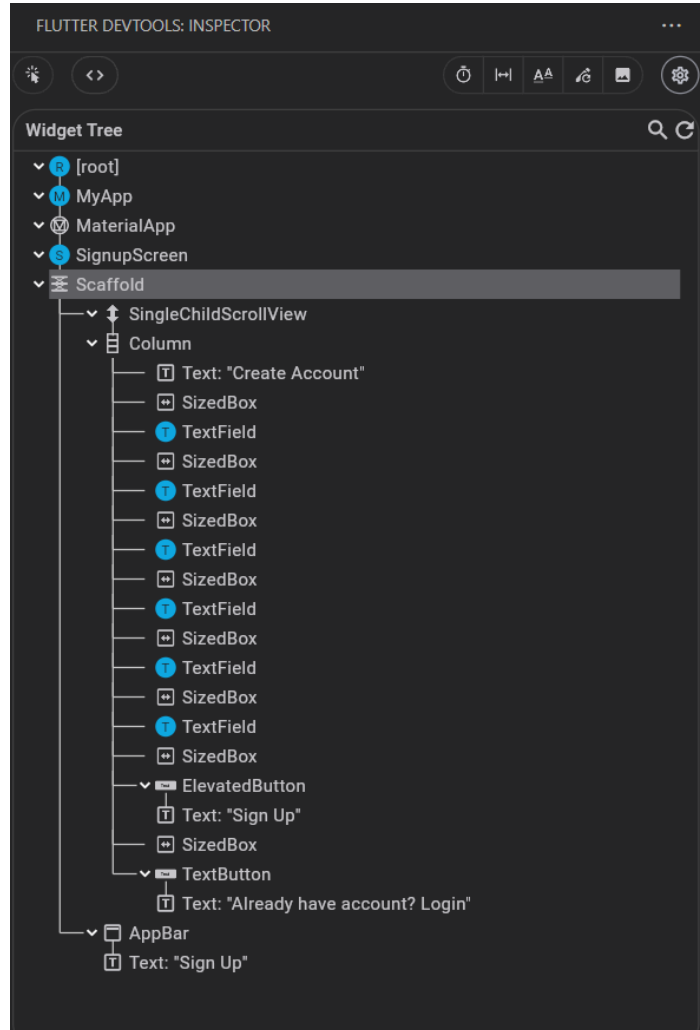 FLUTTER DEVTOOLS: INSPECTOR
Widget Tree
R [root]
M MyApp
MaterialApp
S SignupScreen
Scaffold
SingleChildScrollView
Column
T Text: "Create Account"
SizedBox
T TextField
SizedBox
T TextField
SizedBox
T TextField
SizedBox
T TextField
SizedBox
T TextField
SizedBox
T TextField
SizedBox
ElevatedButton
T Text: "Sign Up"
SizedBox
TextButton
T Text: "Already have account? Login"
AppBar
T Text: "Sign Up"